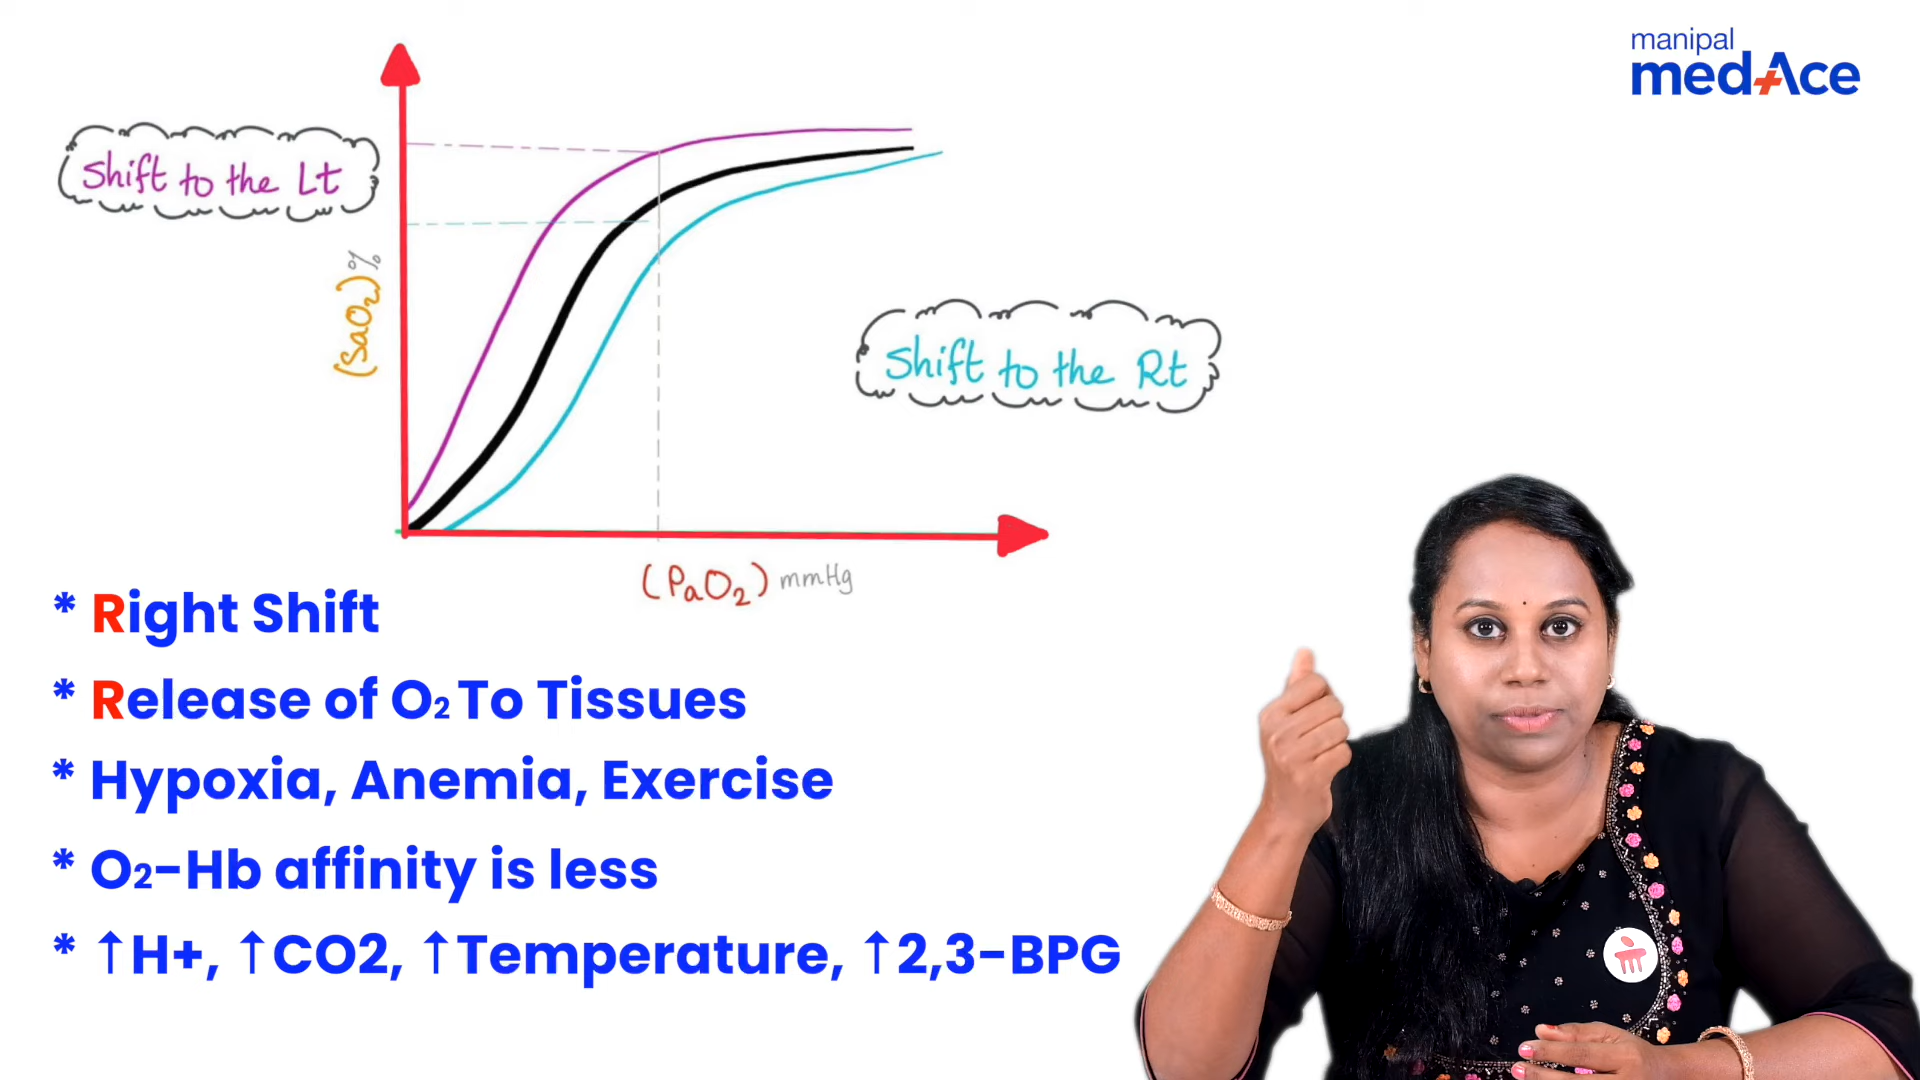 manipal
medAce
Shift to the Lt
(SaO₂)%
Shift to the Rt
(PaO₂) mmHg
* Right Shift
* Release of O₂ To Tissues
* Hypoxia, Anemia, Exercise
* O₂-Hb affinity is less
* ↑H+, ↑CO2, ↑Temperature, ↑2,3-BPG